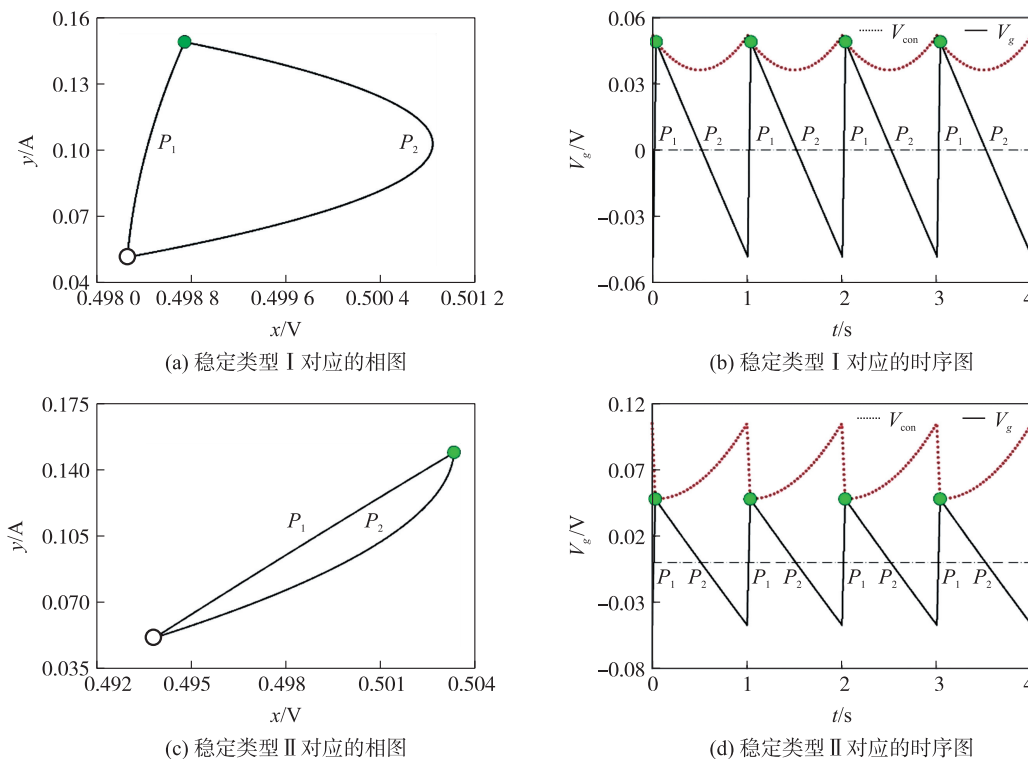 0.16
0.13
0.10
0.07
0.04
y/A
P1
P2
0.498 0
0.498 8
0.499 6
0.500 4
0.501 2
x/V
(a) 稳定类型 Ⅰ 对应的相图
0.06
0.03
0
−0.03
−0.06
Vg/V
Vcon
Vg
P1 P2 P1 P2 P1 P2 P1 P2
0 1 2 3 4
t/s
(b) 稳定类型 Ⅰ 对应的时序图
0.175
0.140
0.105
0.070
0.035
y/A
P1
P2
0.492 0.495 0.498 0.501 0.504
x/V
(c) 稳定类型 Ⅱ 对应的相图
0.12
0.07
0.02
−0.03
−0.08
Vg/V
Vcon
Vg
P1 P2 P1 P2 P1 P2 P1 P2
0 1 2 3 4
t/s
(d) 稳定类型 Ⅱ 对应的时序图